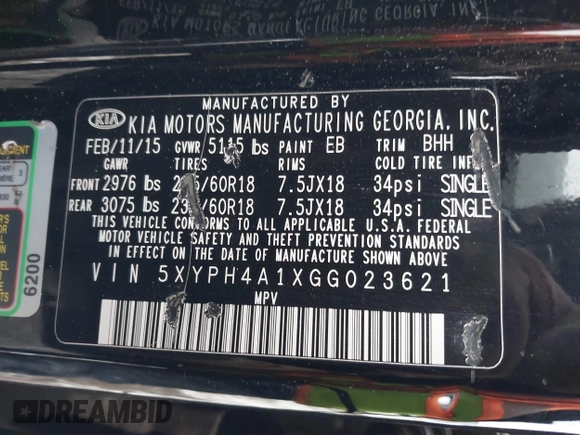 MANUFACTURED BY
KIA KIA MOTORS MANUFACTURING GEORGIA, INC.
FEB/11/15 GVWR lbs PAINT EB TRIM BHH
GAWR TIRES RIMS COLD TIRE INFL
FRONT 2976 lbs 7.5JX18 34psi SINGLE
REAR 3075 lbs 7.5JX18 34psi SINGLE
THIS VEHICLE CONFORMS TO ALL APPLICABLE U.S.A. FEDERAL
MOTOR VEHICLE SAFETY AND THEFT PREVENTION STANDARDS
IN EFFECT ON THE DATE OF MANUFACTURE SHOWN ABOVE
VIN 5XYPH4A1XGG023621
MPV
6200
DREAMBID